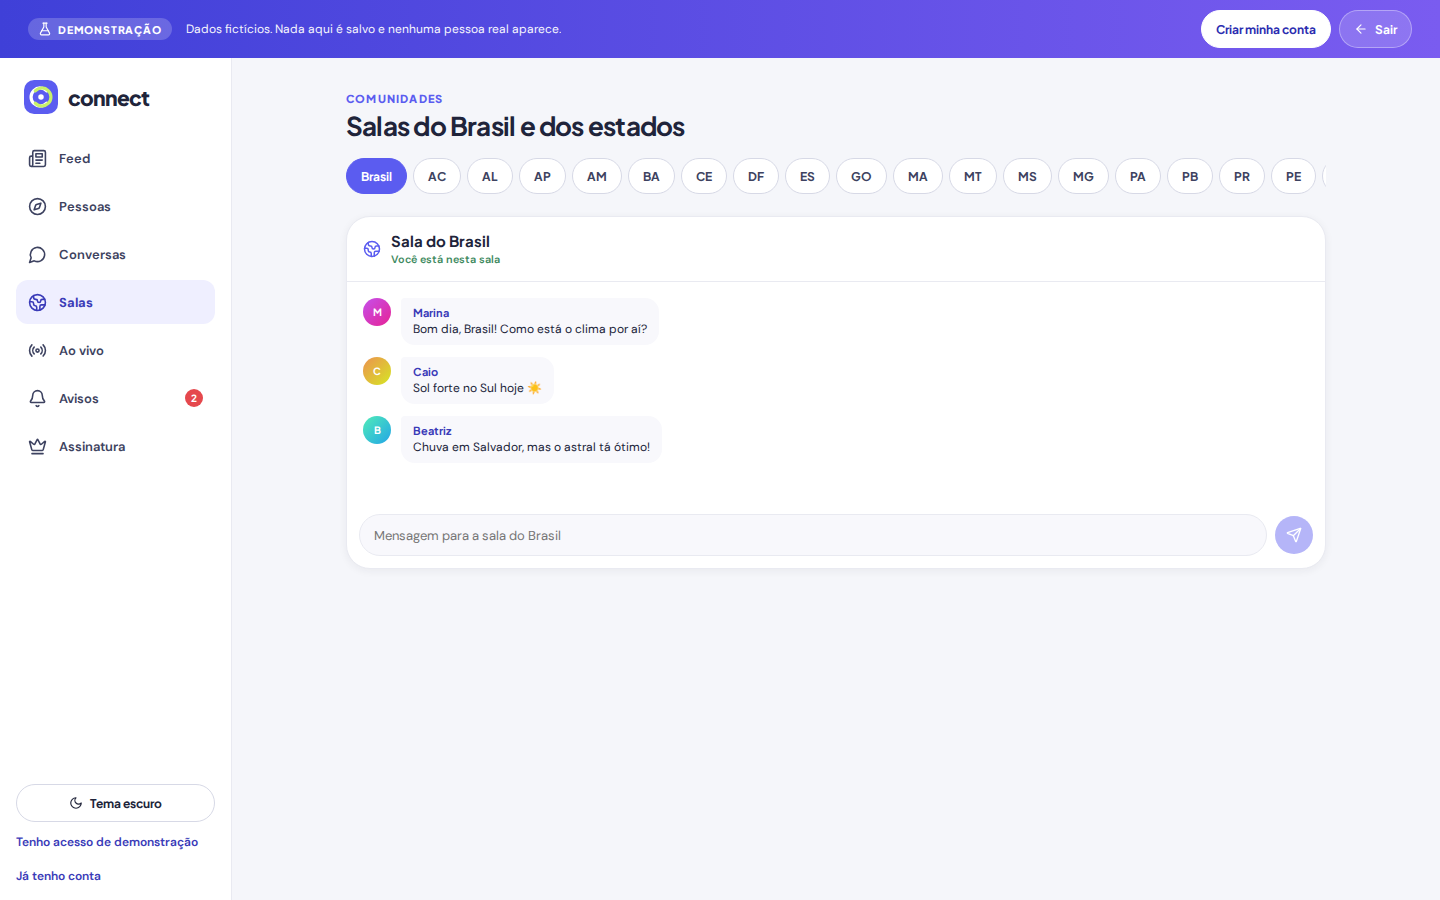 DEMONSTRAÇÃO
Dados fictícios. Nada aqui é salvo e nenhuma pessoa real aparece.
Criar minha conta
Sair
connect
Feed
Pessoas
Conversas
Salas
Ao vivo
Avisos
2
Assinatura
Tema escuro
Tenho acesso de demonstração
Já tenho conta
COMUNIDADES
Salas do Brasil e dos estados
Brasil
AC
AL
AP
AM
BA
CE
DF
ES
GO
MA
MT
MS
MG
PA
PB
PR
PE
Sala do Brasil
Você está nesta sala
M
Marina
Bom dia, Brasil! Como está o clima por aí?
C
Caio
Sol forte no Sul hoje ☀️
B
Beatriz
Chuva em Salvador, mas o astral tá ótimo!
Mensagem para a sala do Brasil